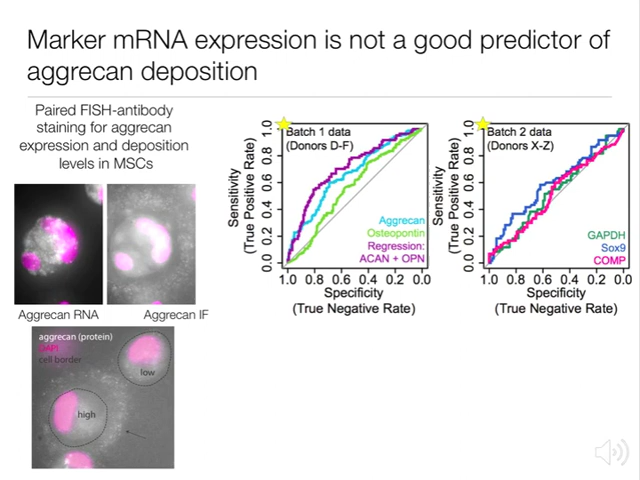 Marker mRNA expression is not a good predictor of
aggrecan deposition
Paired FISH-antibody
staining for aggrecan
expression and deposition
levels in MSCs
Aggrecan RNA
Aggrecan IF
aggrecan (protein)
DAPI
cell border
low
high
Sensitivity
(True Positive Rate)
0.0 0.2 0.4 0.6 0.8 1.0
Batch 1 data
(Donors D-F)
Aggrecan
Osteopontin
Regression:
ACAN + OPN
1.0 0.8 0.6 0.4 0.2 0.0
Specificity
(True Negative Rate)
Sensitivity
(True Positive Rate)
0.0 0.2 0.4 0.6 0.8 1.0
Batch 2 data
(Donors X-Z)
GAPDH
Sox9
COMP
1.0 0.8 0.6 0.4 0.2 0.0
Specificity
(True Negative Rate)